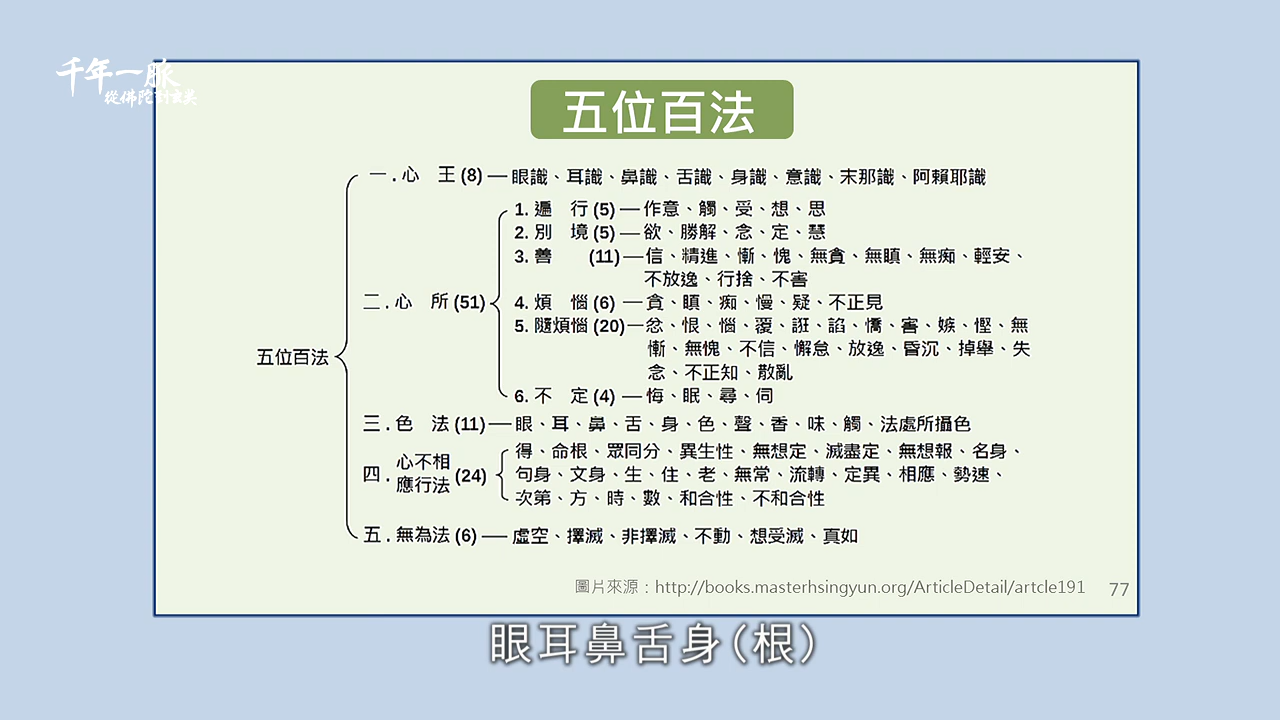 千年一脈
從佛陀到玄奘
五位百法
五位百法
一.心 王 (8) — 眼識、耳識、鼻識、舌識、身識、意識、末那識、阿賴耶識
二.心 所 (51)
1. 遍 行 (5) — 作意、觸、受、想、思
2. 別 境 (5) — 欲、勝解、念、定、慧
3. 善 (11) — 信、精進、慚、愧、無貪、無瞋、無痴、輕安、
不放逸、行捨、不害
4. 煩 惱 (6) — 貪、瞋、痴、慢、疑、不正見
5. 隨煩惱 (20) — 忿、恨、惱、覆、誑、諂、憍、害、嫉、慳、無
慚、無愧、不信、懈怠、放逸、昏沉、掉舉、失
念、不正知、散亂
6. 不 定 (4) — 悔、眠、尋、伺
三.色 法 (11) — 眼、耳、鼻、舌、身、色、聲、香、味、觸、法處所攝色
四.心不相應行法 (24)
得、命根、眾同分、異生性、無想定、滅盡定、無想報、名身、
句身、文身、生、住、老、無常、流轉、定異、相應、勢速、
次第、方、時、數、和合性、不和合性
五.無為法 (6) — 虛空、擇滅、非擇滅、不動、想受滅、真如
圖片來源：http://books.masterhsingyun.org/ArticleDetail/artcle191
77
眼耳鼻舌身(根)